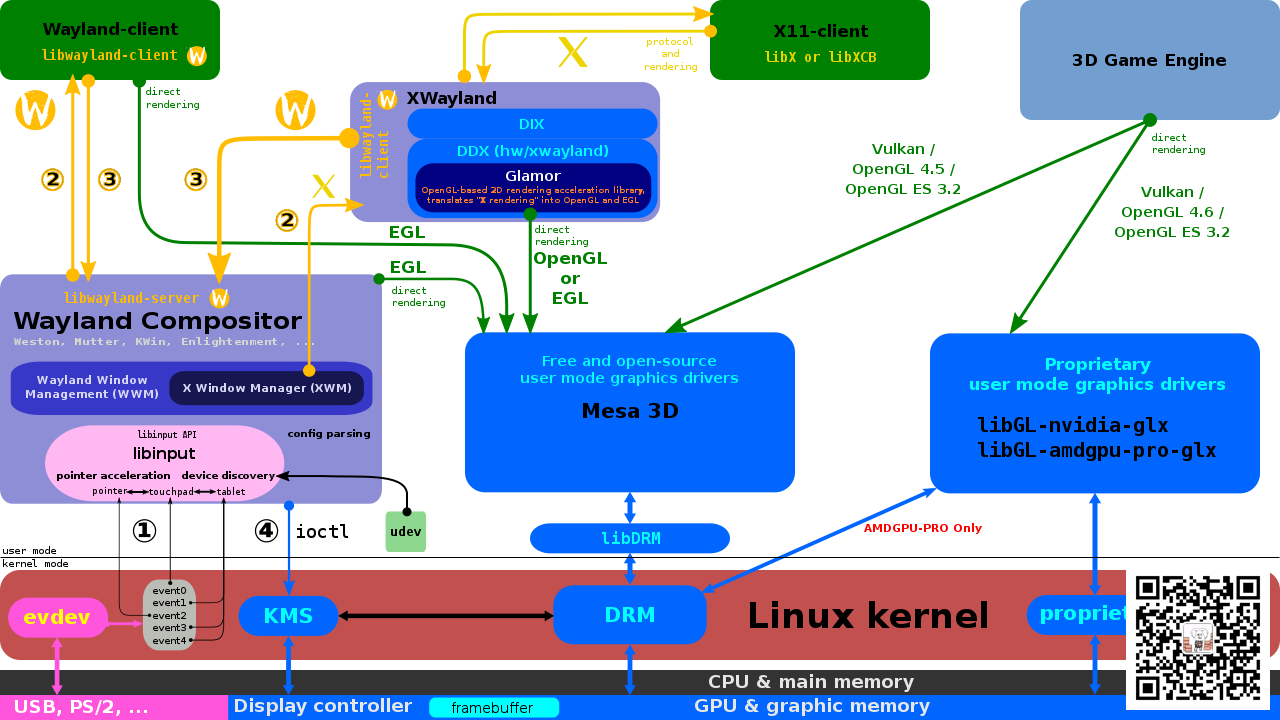 Wayland-client
libwayland-client W
W
direct
rendering
②
③
③
②
W
X
X
protocol
and
rendering
X11-client
libX or libXCB
3D Game Engine
direct
rendering
libwayland-
client
W XWayland
DIX
DDX (hw/xwayland)
Glamor
OpenGL-based 2D rendering acceleration library,
translates "X rendering" into OpenGL and EGL
Vulkan /
OpenGL 4.5 /
OpenGL ES 3.2
Vulkan /
OpenGL 4.6 /
OpenGL ES 3.2
EGL
EGL
direct
rendering
direct
rendering
OpenGL
or
EGL
libwayland-server W
Wayland Compositor
Weston, Mutter, KWin, Enlightenment, ...
Wayland Window
Management (WWM)
X Window Manager (XWM)
libinput API
libinput
config parsing
pointer acceleration device discovery
pointer touchpad tablet
Free and open-source
user mode graphics drivers
Mesa 3D
Proprietary
user mode graphics drivers
libGL-nvidia-glx
libGL-amdgpu-pro-glx
①
④ ioctl
udev
libDRM
AMDGPU-PRO Only
user mode
kernel mode
evdev
event0
event1
event2
event3
event4
KMS
DRM
Linux kernel
propriet
CPU & main memory
USB, PS/2, ...
Display controller
framebuffer
GPU & graphic memory